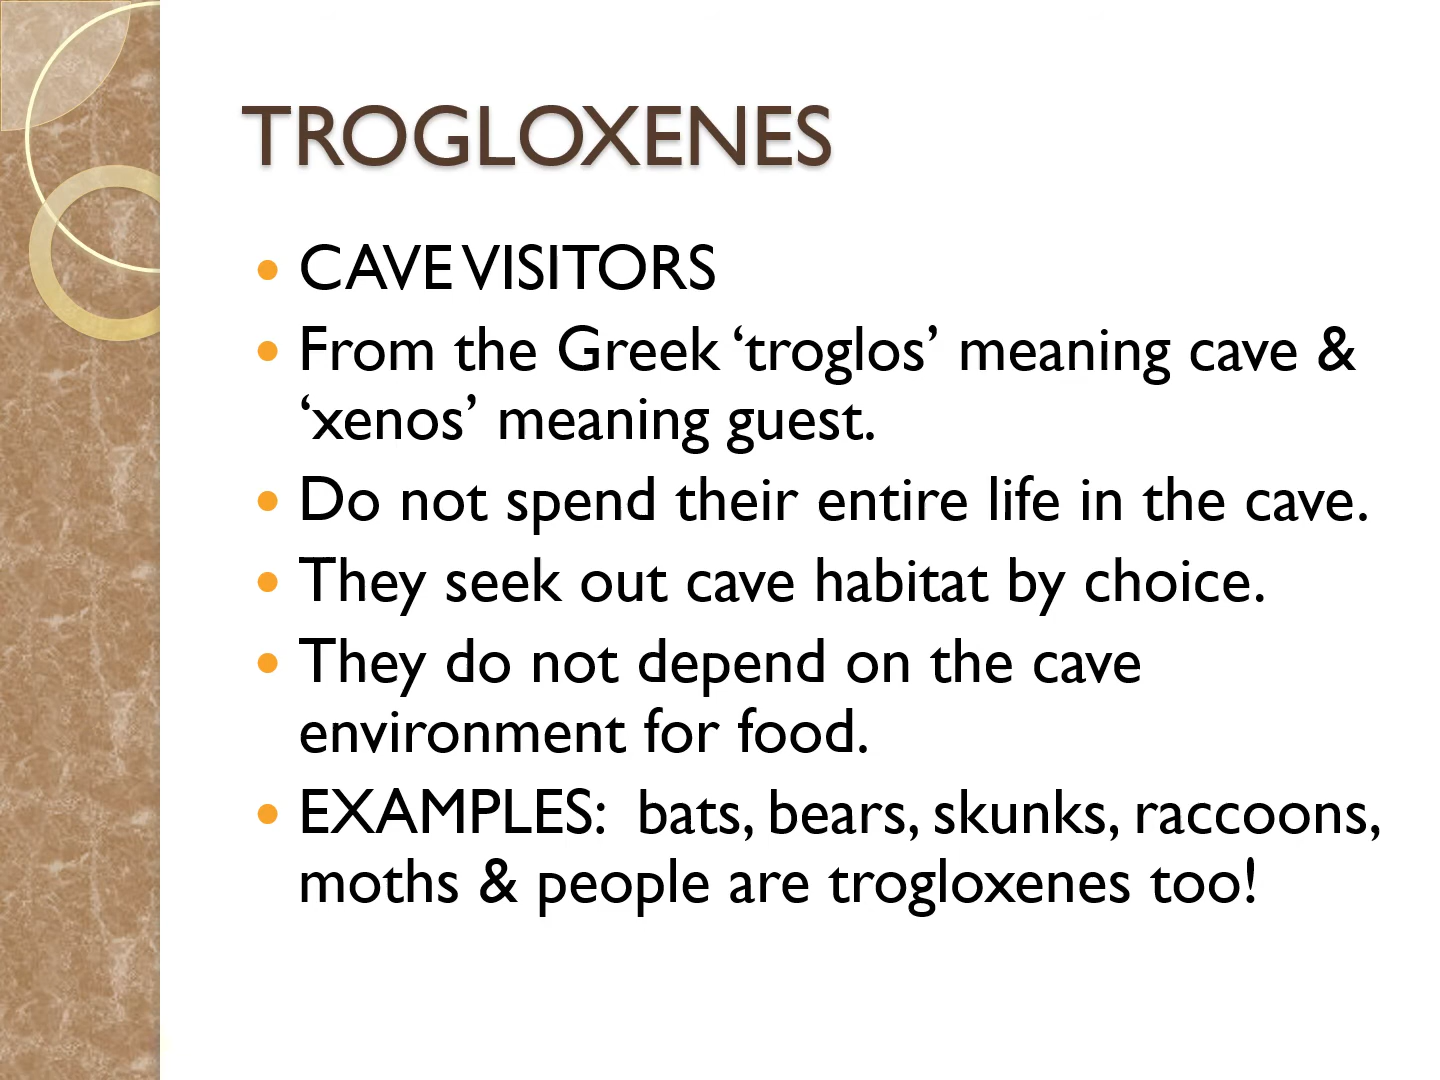 TROGLOXENES
• CAVE VISITORS
• From the Greek ‘troglos’ meaning cave &
‘xenos’ meaning guest.
• Do not spend their entire life in the cave.
• They seek out cave habitat by choice.
• They do not depend on the cave
environment for food.
• EXAMPLES:  bats, bears, skunks, raccoons,
moths & people are trogloxenes too!